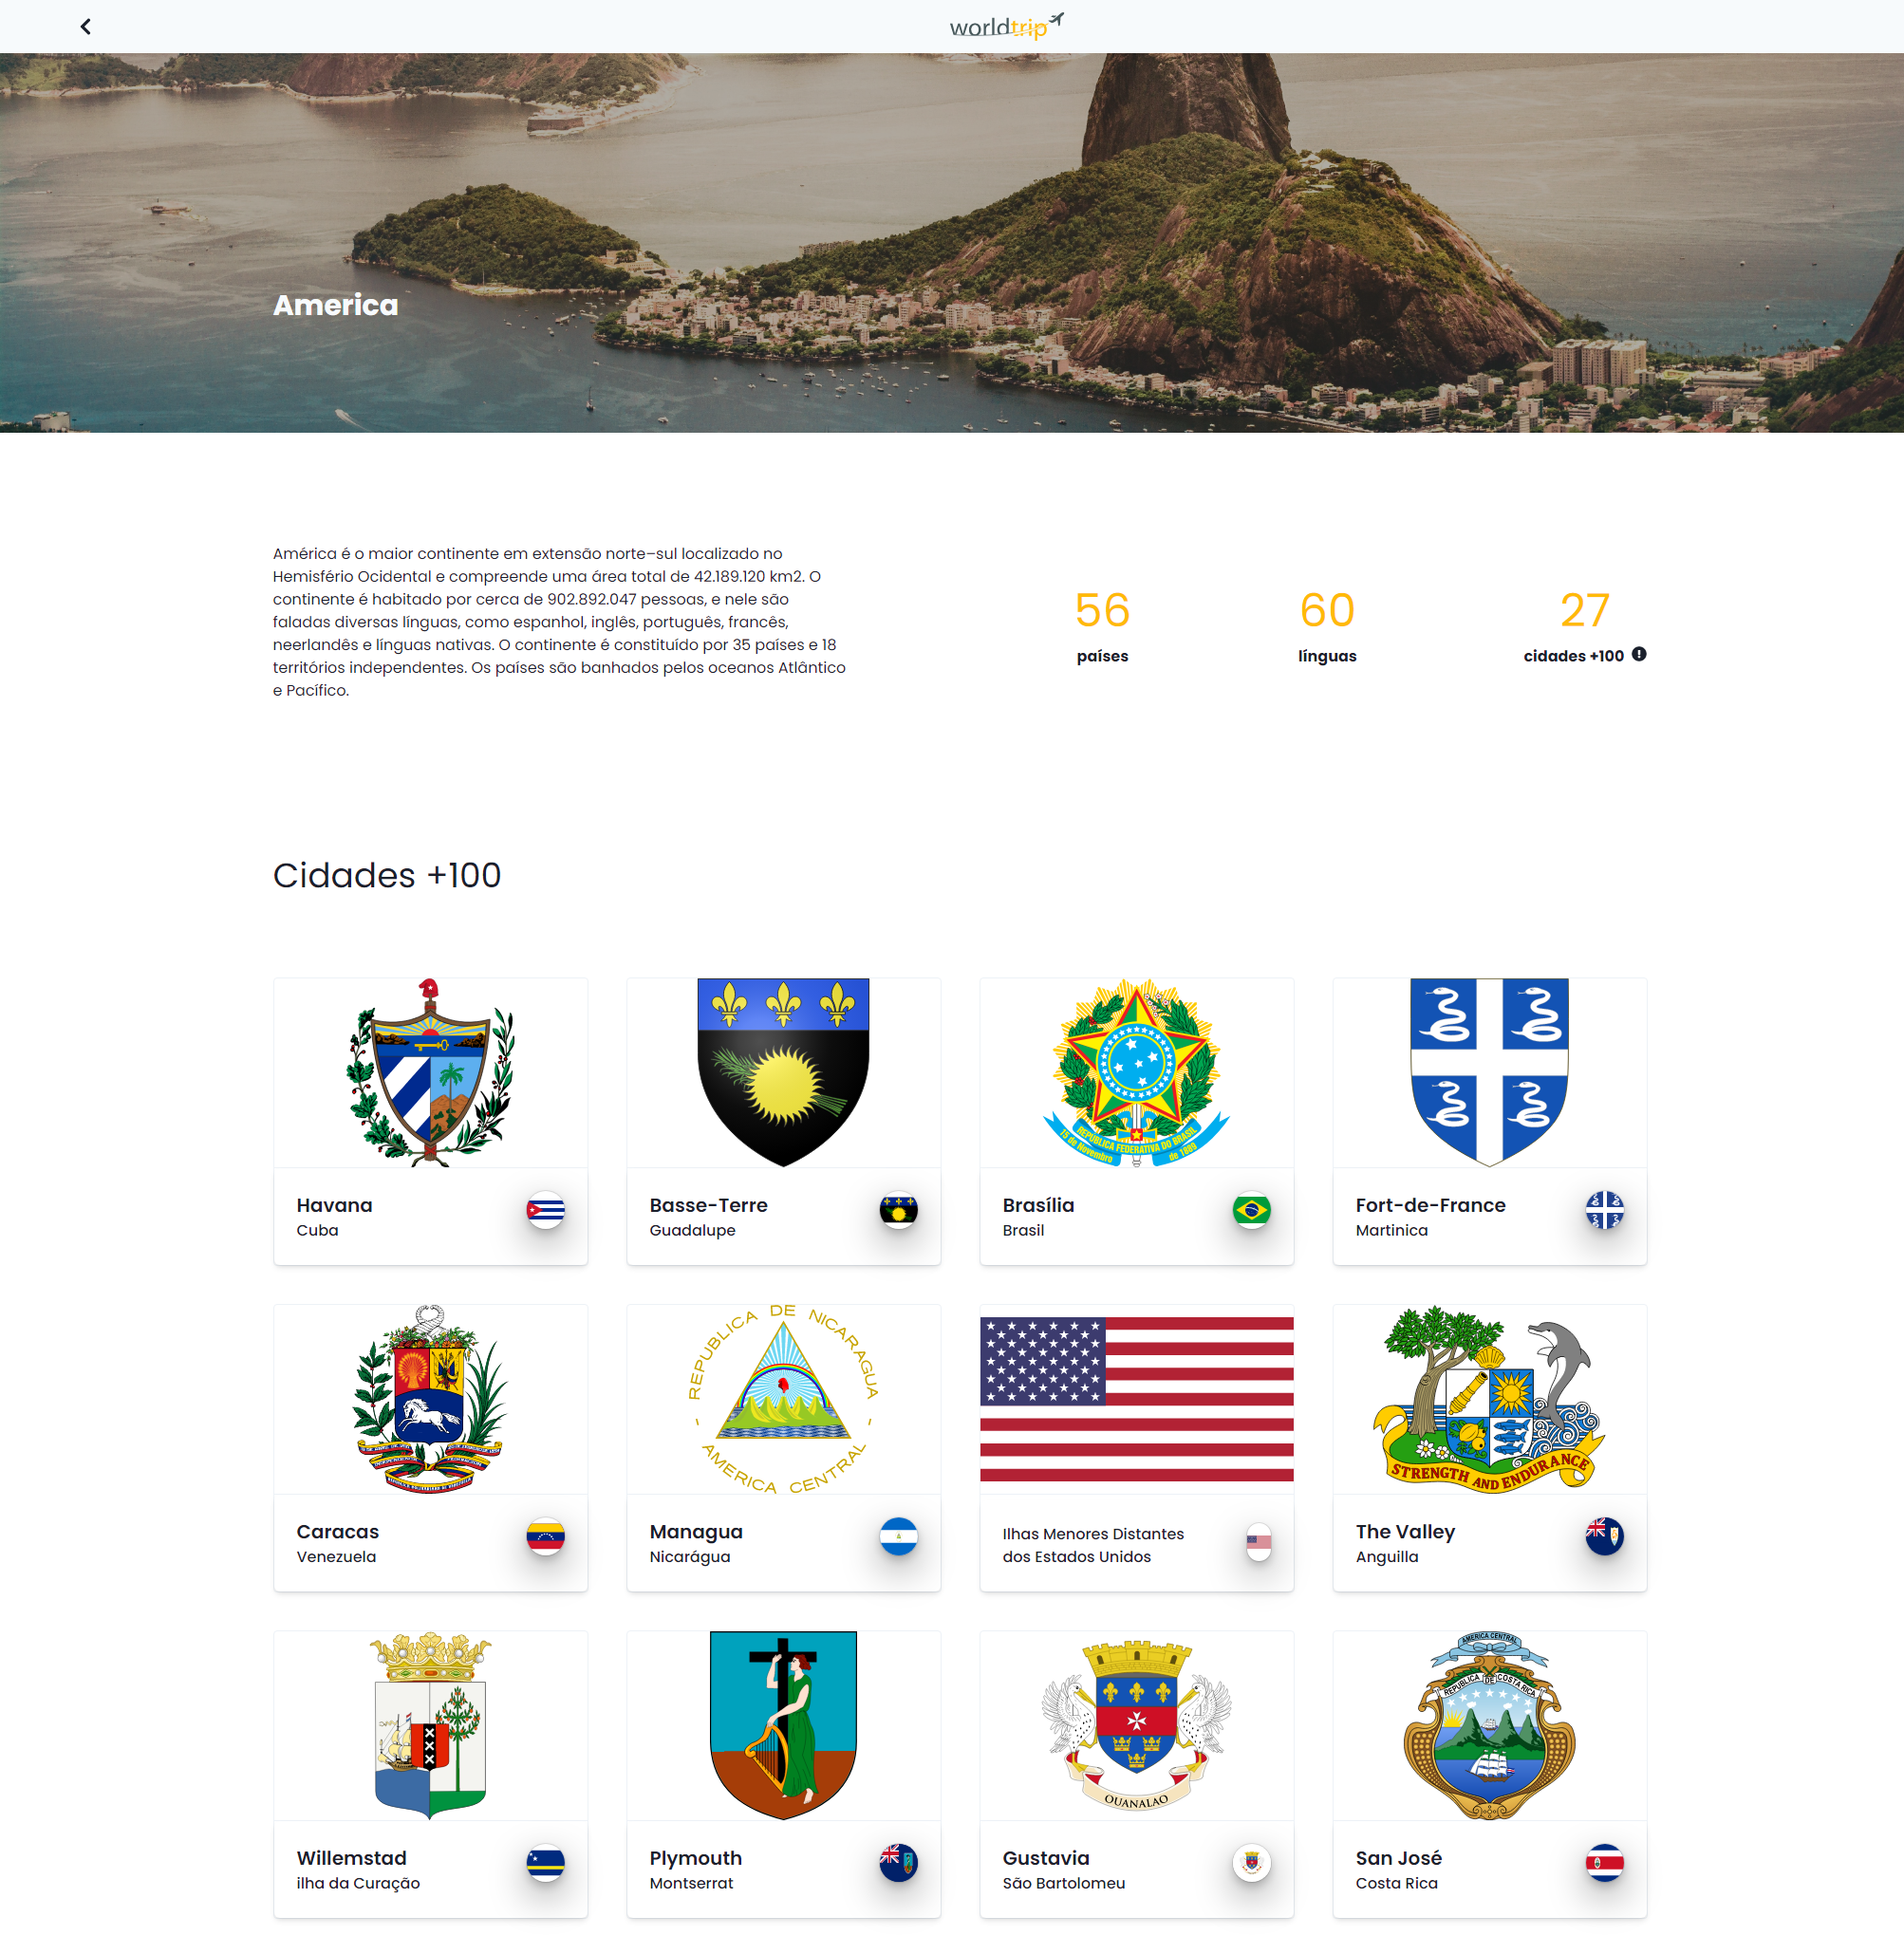 worldtrip
America
América é o maior continente em extensão norte–sul localizado no
Hemisfério Ocidental e compreende uma área total de 42.189.120 km2. O
continente é habitado por cerca de 902.892.047 pessoas, e nele são
faladas diversas línguas, como espanhol, inglês, português, francês,
neerlandês e línguas nativas. O continente é constituído por 35 países e 18
territórios independentes. Os países são banhados pelos oceanos Atlântico
e Pacífico.
56
países
60
línguas
27
cidades +100
Cidades +100
REPÚBLICA FEDERATIVA DO BRASIL
15 de Novembro
de 1889
Havana
Cuba
Basse-Terre
Guadalupe
Brasília
Brasil
Fort-de-France
Martinica
REPUBLICA DE NICARAGUA
- AMERICA CENTRAL -
STRENGTH AND ENDURANCE
Caracas
Venezuela
Managua
Nicarágua
Ilhas Menores Distantes
dos Estados Unidos
The Valley
Anguilla
OUANALAO
AMERICA CENTRAL
REPUBLICA DE COSTA RICA
Willemstad
ilha da Curação
Plymouth
Montserrat
Gustavia
São Bartolomeu
San José
Costa Rica